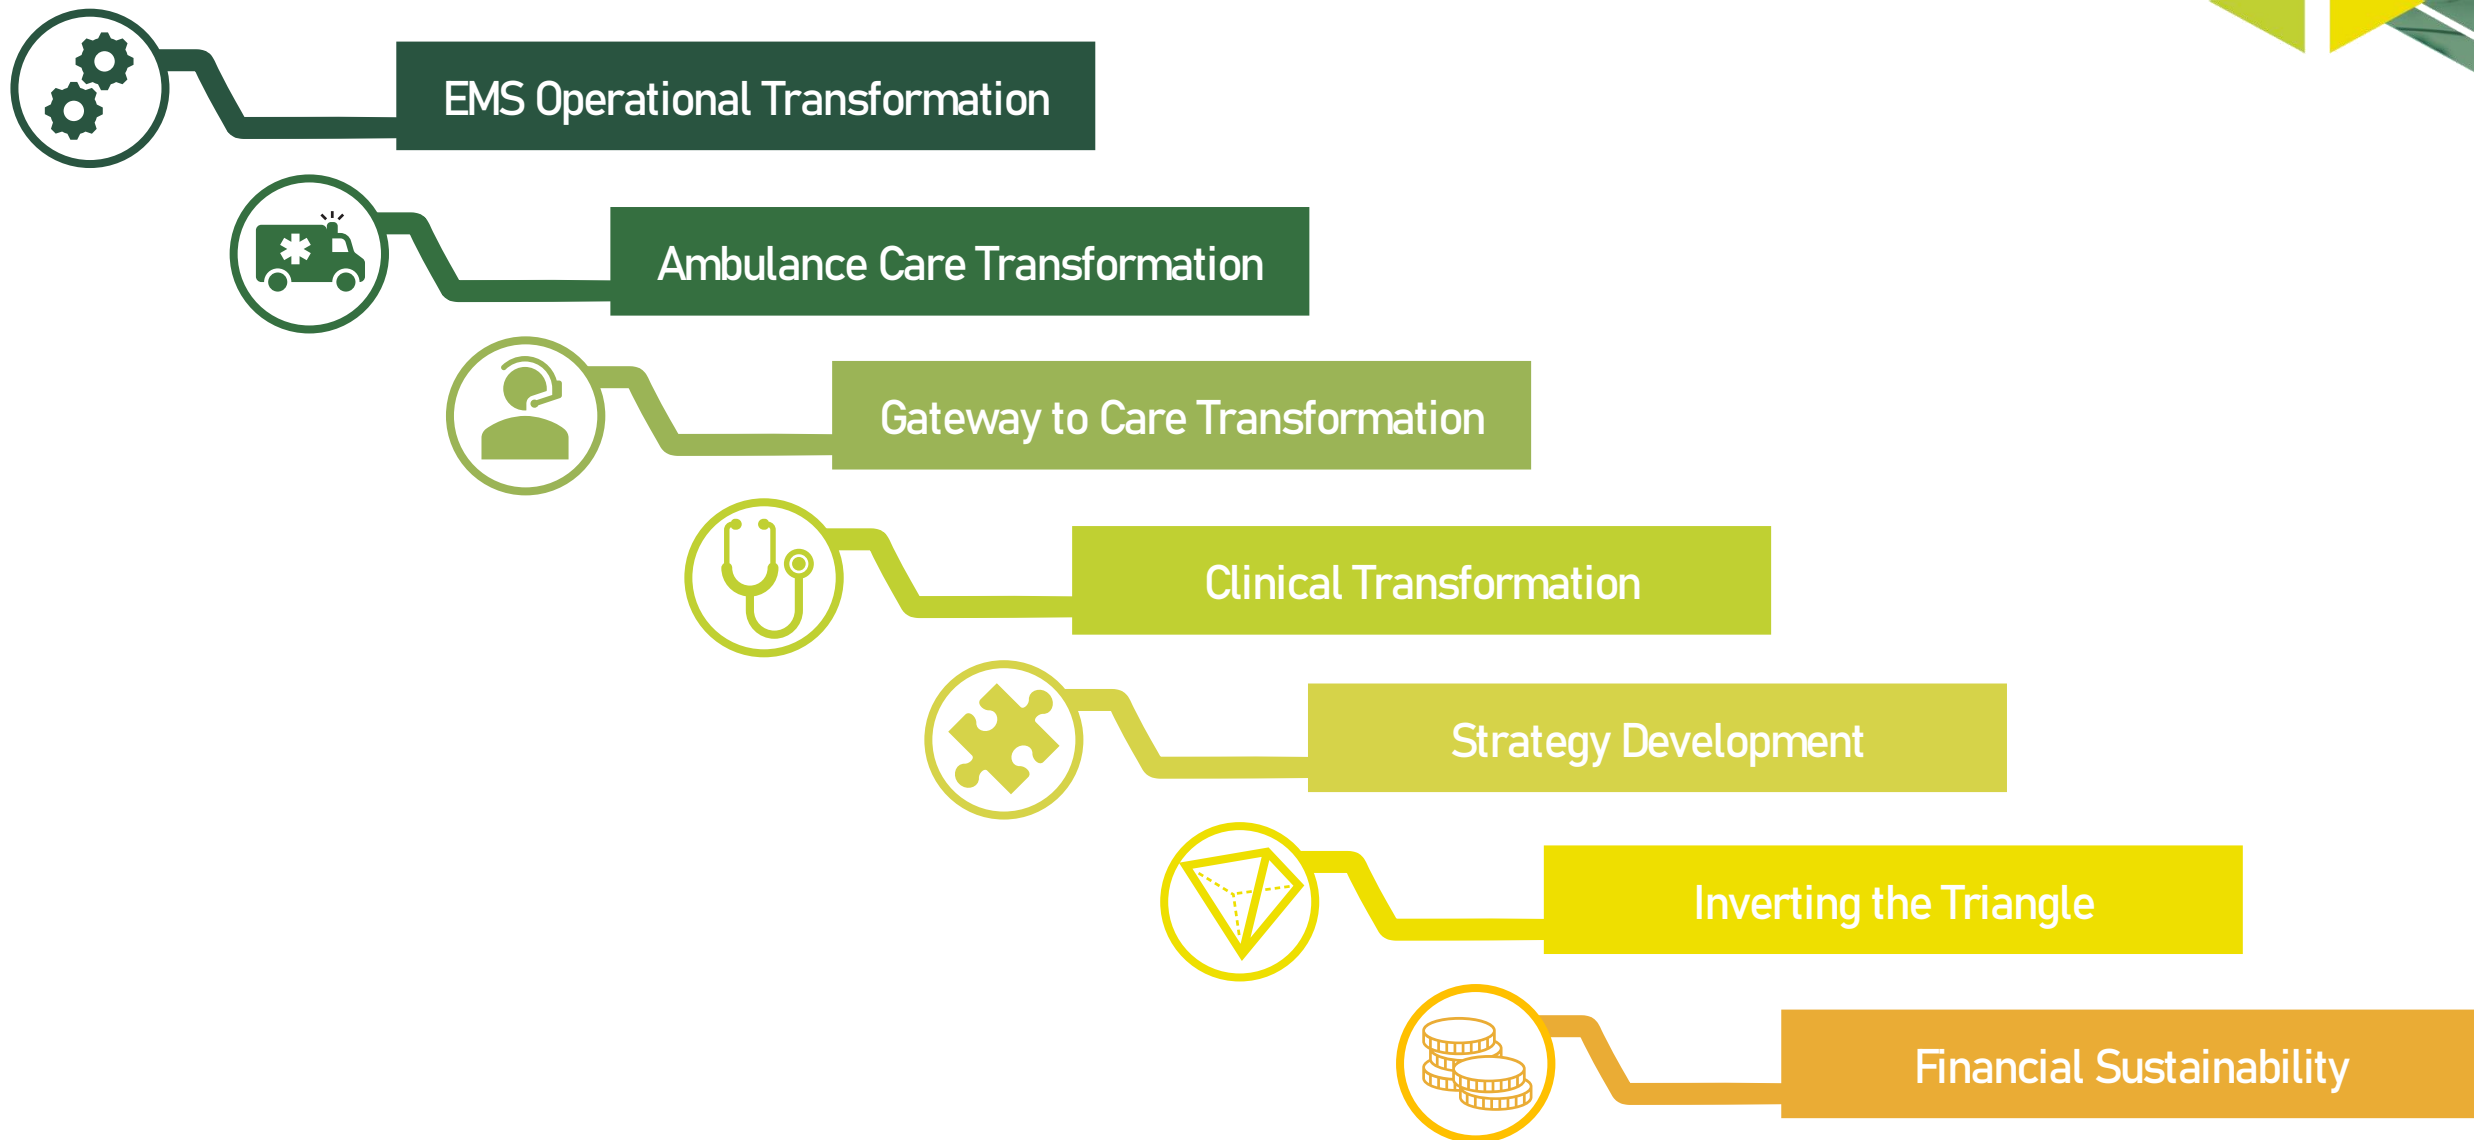 EMS Operational Transformation
Ambulance Care Transformation
Gateway to Care Transformation
Clinical Transformation
Strategy Development
Inverting the Triangle
Financial Sustainability